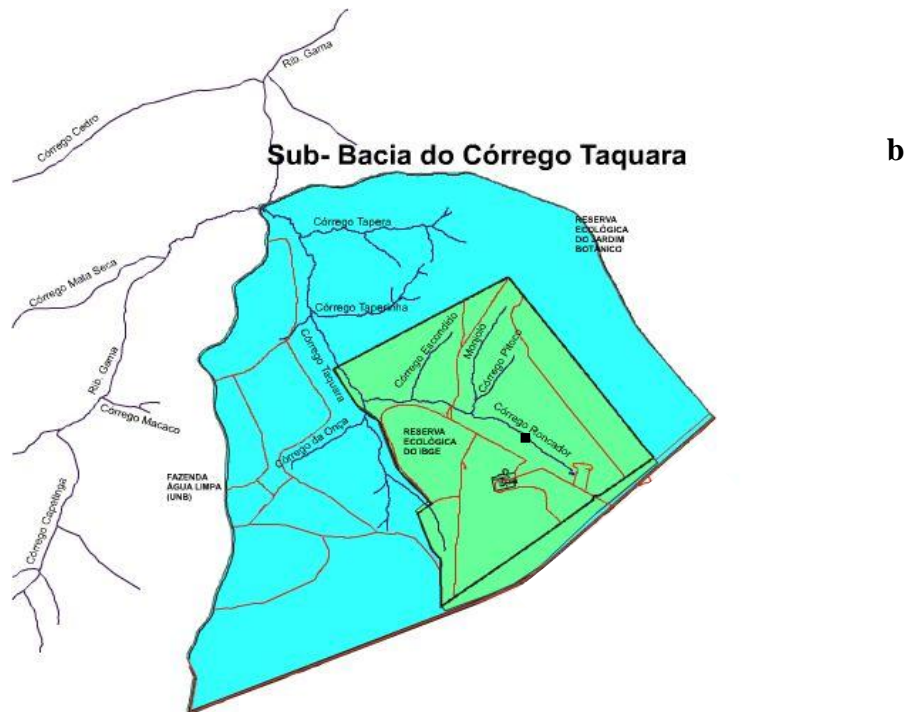 Rib. Gama
Córrego Cedro
Sub- Bacia do Córrego Taquara
b
Córrego Tapera
RESERVA
ECOLÓGICA
DO JARDIM
BOTÂNICO
Córrego Mata Seca
Córrego Taperinha
Córrego Escondido
Monjolo
Córrego Pitoco
Rib. Gama
Córrego Taquara
Córrego Macaco
Córrego Roncador
RESERVA
ECOLÓGICA
DO IBGE
Córrego da Onça
FAZENDA
ÁGUA LIMPA
(UNB)
Córrego Capetinga